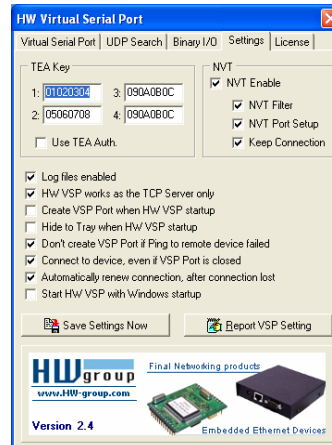 HW Virtual Serial Port
Virtual Serial Port UDP Search Binary I/O Settings License
TEA Key
1: 01020304 3: 090A0B0C
2: 05060708 4: 090A0B0C
Use TEA Auth.
NVT
NVT Enable
NVT Filter
NVT Port Setup
Keep Connection
Log files enabled
HW VSP works as the TCP Server only
Create VSP Port when HW VSP startup
Hide to Tray when HW VSP startup
Don't create VSP Port if Ping to remote device failed
Connect to device, even if VSP Port is closed
Automatically renew connection, after connection lost
Start HW VSP with Windows startup
Save Settings Now Report VSP Setting
HW group
www.HW-group.com
Final Networking products
Version 2.4
Embedded Ethernet Devices